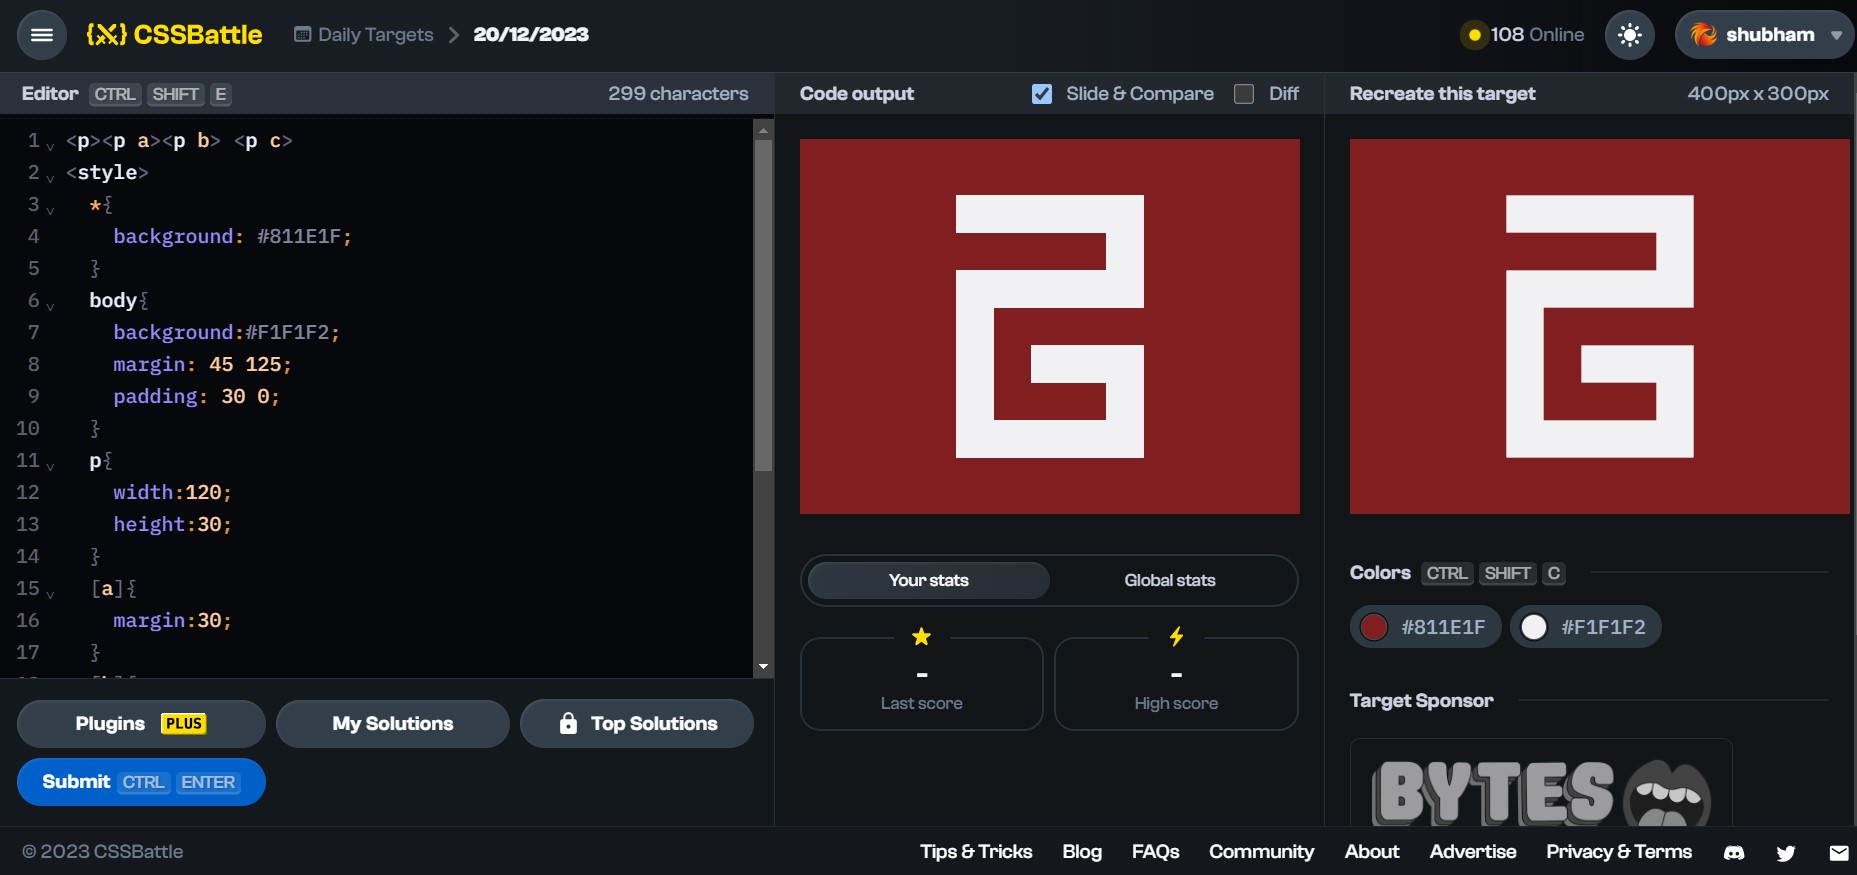 {X} CSSBattle Daily Targets > 20/12/2023 108 Online shubham
Editor CTRL SHIFT E 299 characters
1 <p><p a><p b> <p c>
2 <style>
3 *{
4 background: #811E1F;
5 }
6 body{
7 background:#F1F1F2;
8 margin: 45 125;
9 padding: 30 0;
10 }
11 p{
12 width:120;
13 height:30;
14 }
15 [a]{
16 margin:30;
17 }
Plugins PLUS My Solutions Top Solutions
Submit CTRL ENTER
Code output Slide & Compare Diff
Your stats Global stats
- -
Last score High score
Recreate this target 400px x 300px
Colors CTRL SHIFT C
#811E1F #F1F1F2
Target Sponsor
BYTES
© 2023 CSSBattle Tips & Tricks Blog FAQs Community About Advertise Privacy & Terms